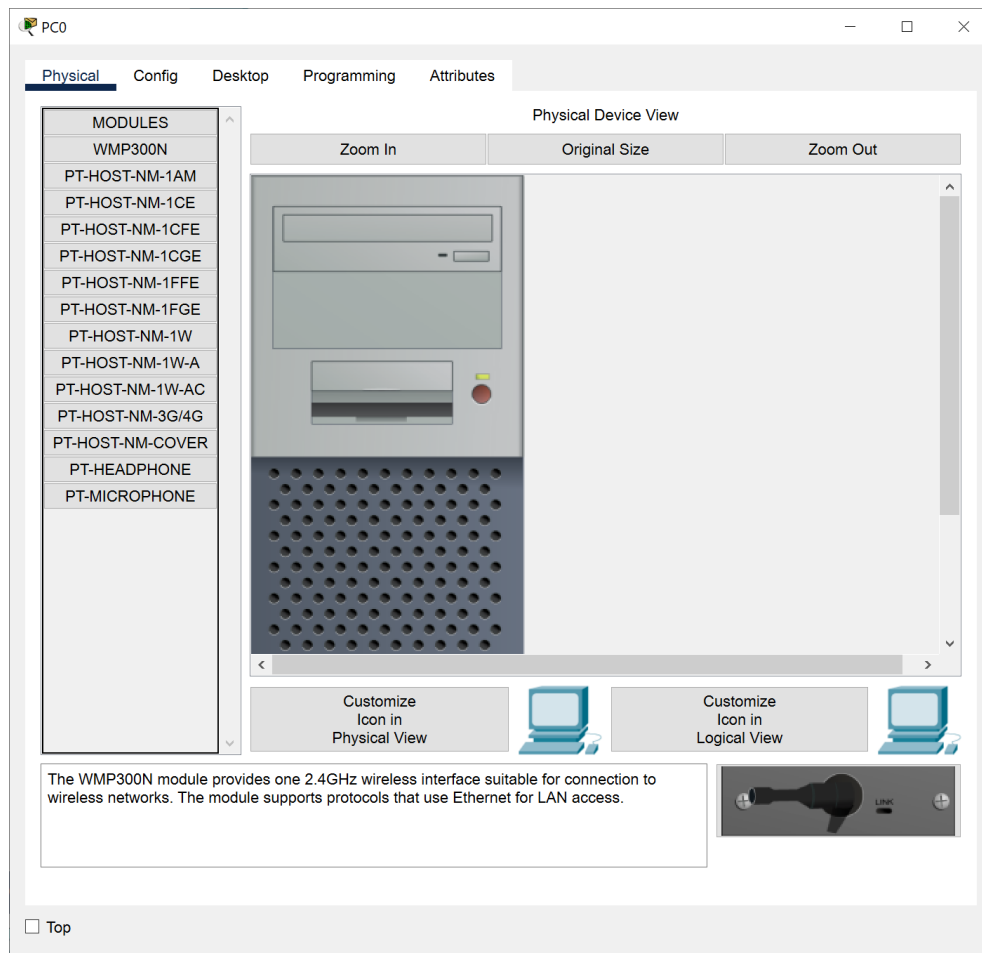 PC0
Physical Config Desktop Programming Attributes
MODULES
WMP300N
PT-HOST-NM-1AM
PT-HOST-NM-1CE
PT-HOST-NM-1CFE
PT-HOST-NM-1CGE
PT-HOST-NM-1FFE
PT-HOST-NM-1FGE
PT-HOST-NM-1W
PT-HOST-NM-1W-A
PT-HOST-NM-1W-AC
PT-HOST-NM-3G/4G
PT-HOST-NM-COVER
PT-HEADPHONE
PT-MICROPHONE
Physical Device View
Zoom In Original Size Zoom Out
Customize
Icon in
Physical View
Customize
Icon in
Logical View
The WMP300N module provides one 2.4GHz wireless interface suitable for connection to
wireless networks. The module supports protocols that use Ethernet for LAN access.
LINK
Top